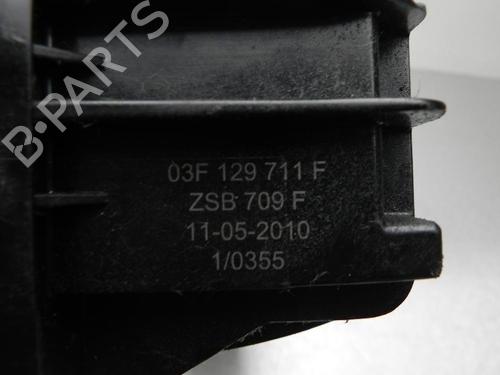 B-PARTS
03F 129 711 F
ZSB 709 F
11-05-2010
1/0355